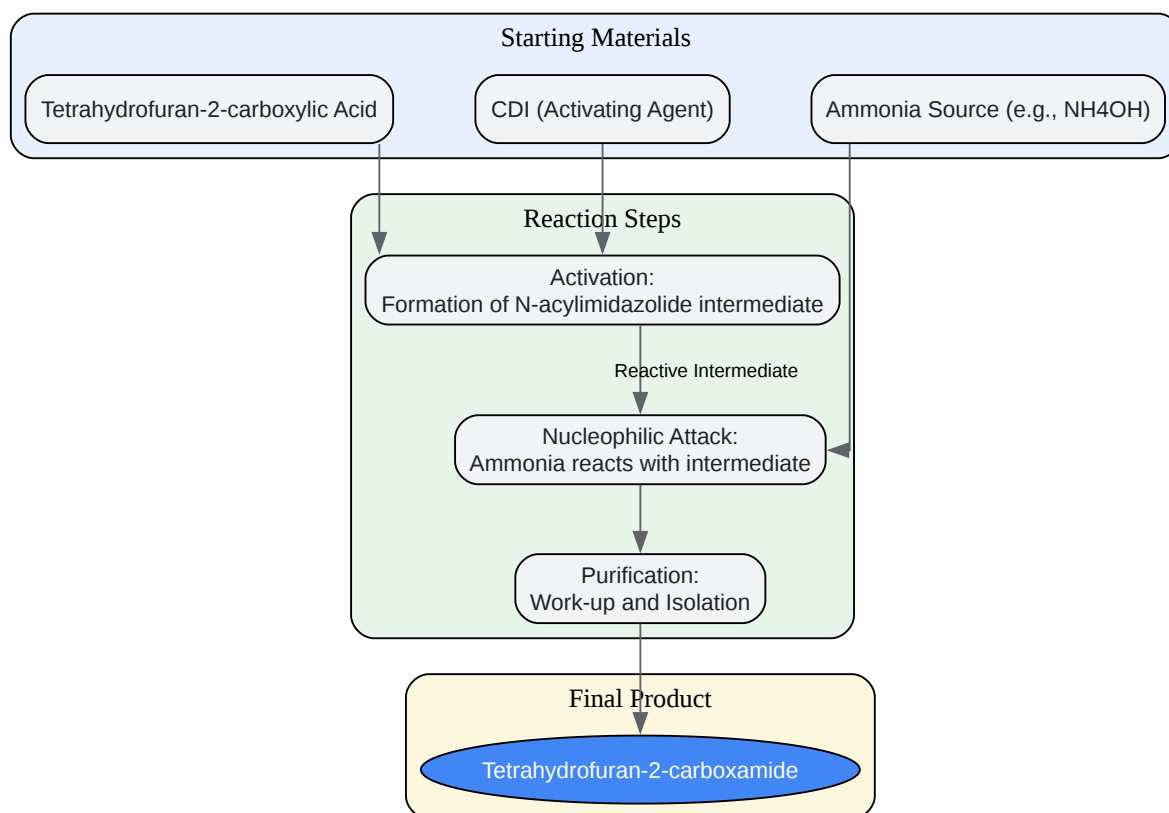 Starting Materials
Tetrahydrofuran-2-carboxylic Acid
CDI (Activating Agent)
Ammonia Source (e.g., NH4OH)
Reaction Steps
Activation:
Formation of N-acylimidazolide intermediate
Reactive Intermediate
Nucleophilic Attack:
Ammonia reacts with intermediate
Purification:
Work-up and Isolation
Final Product
Tetrahydrofuran-2-carboxamide